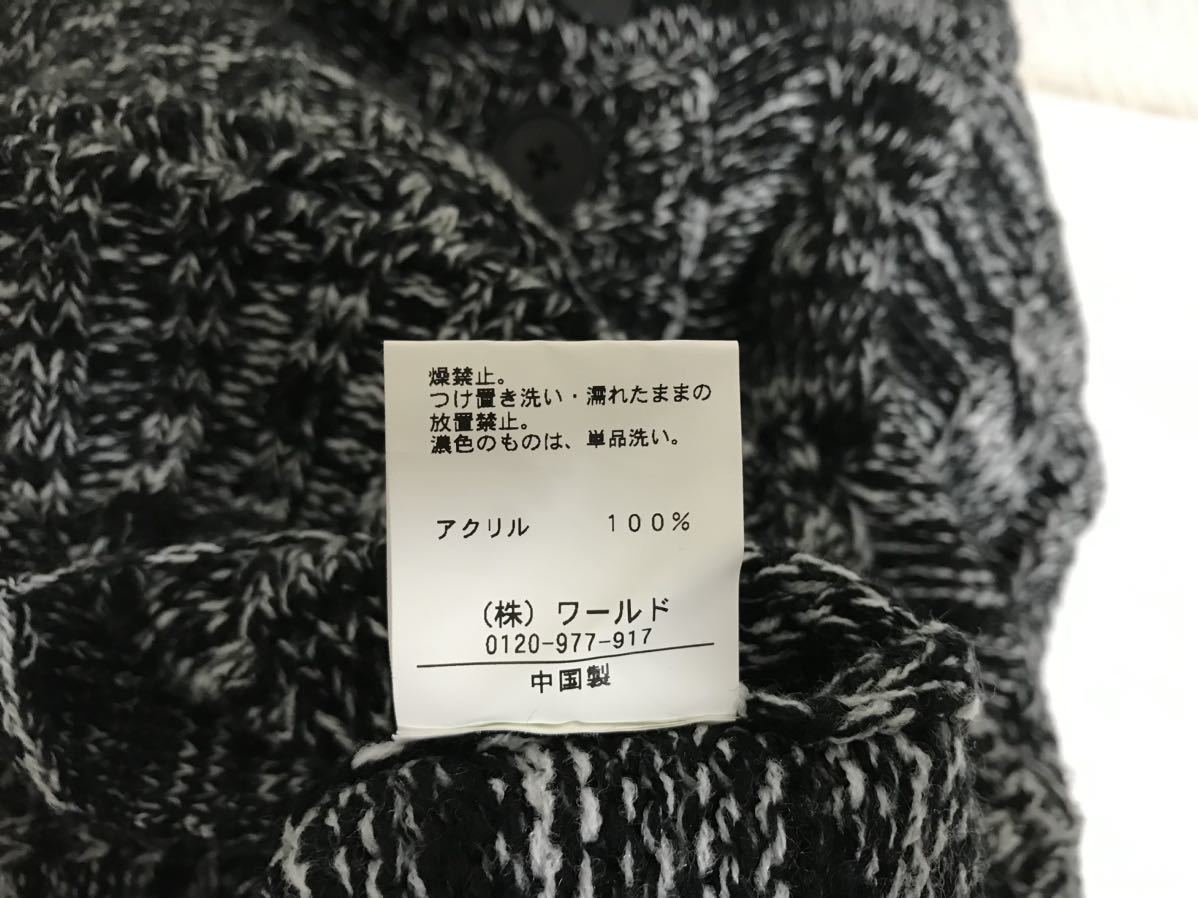 燥禁止。
つけ置き洗い・濡れたままの
放置禁止。
濃色のものは、単品洗い。
アクリル 100%
(株) ワールド
0120-977-917
中国製